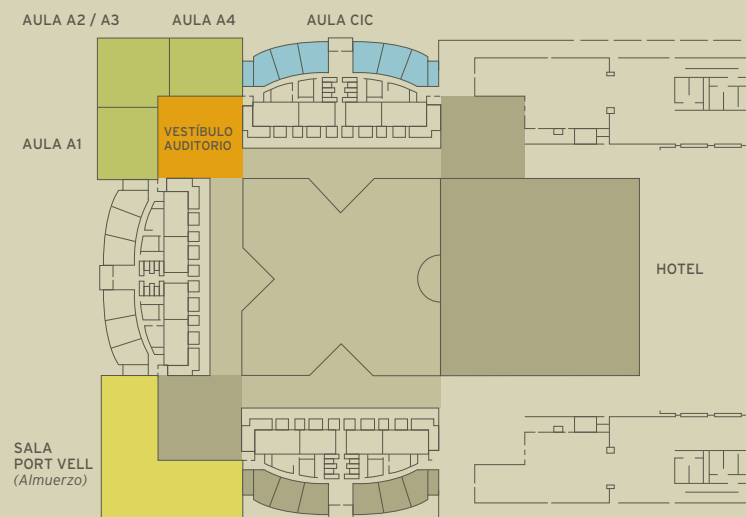 AULA A2 / A3
AULA A4
AULA CIC
AULA A1
VESTÍBULO
AUDITORIO
HOTEL
SALA
PORT VELL
(Almuerzo)